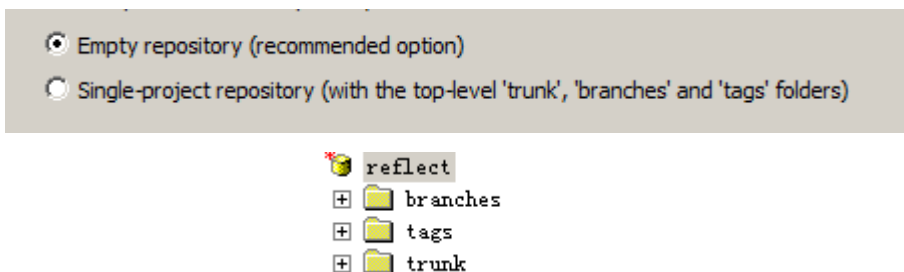 Empty repository (recommended option)
Single-project repository (with the top-level 'trunk', 'branches' and 'tags' folders)
reflect
branches
tags
trunk